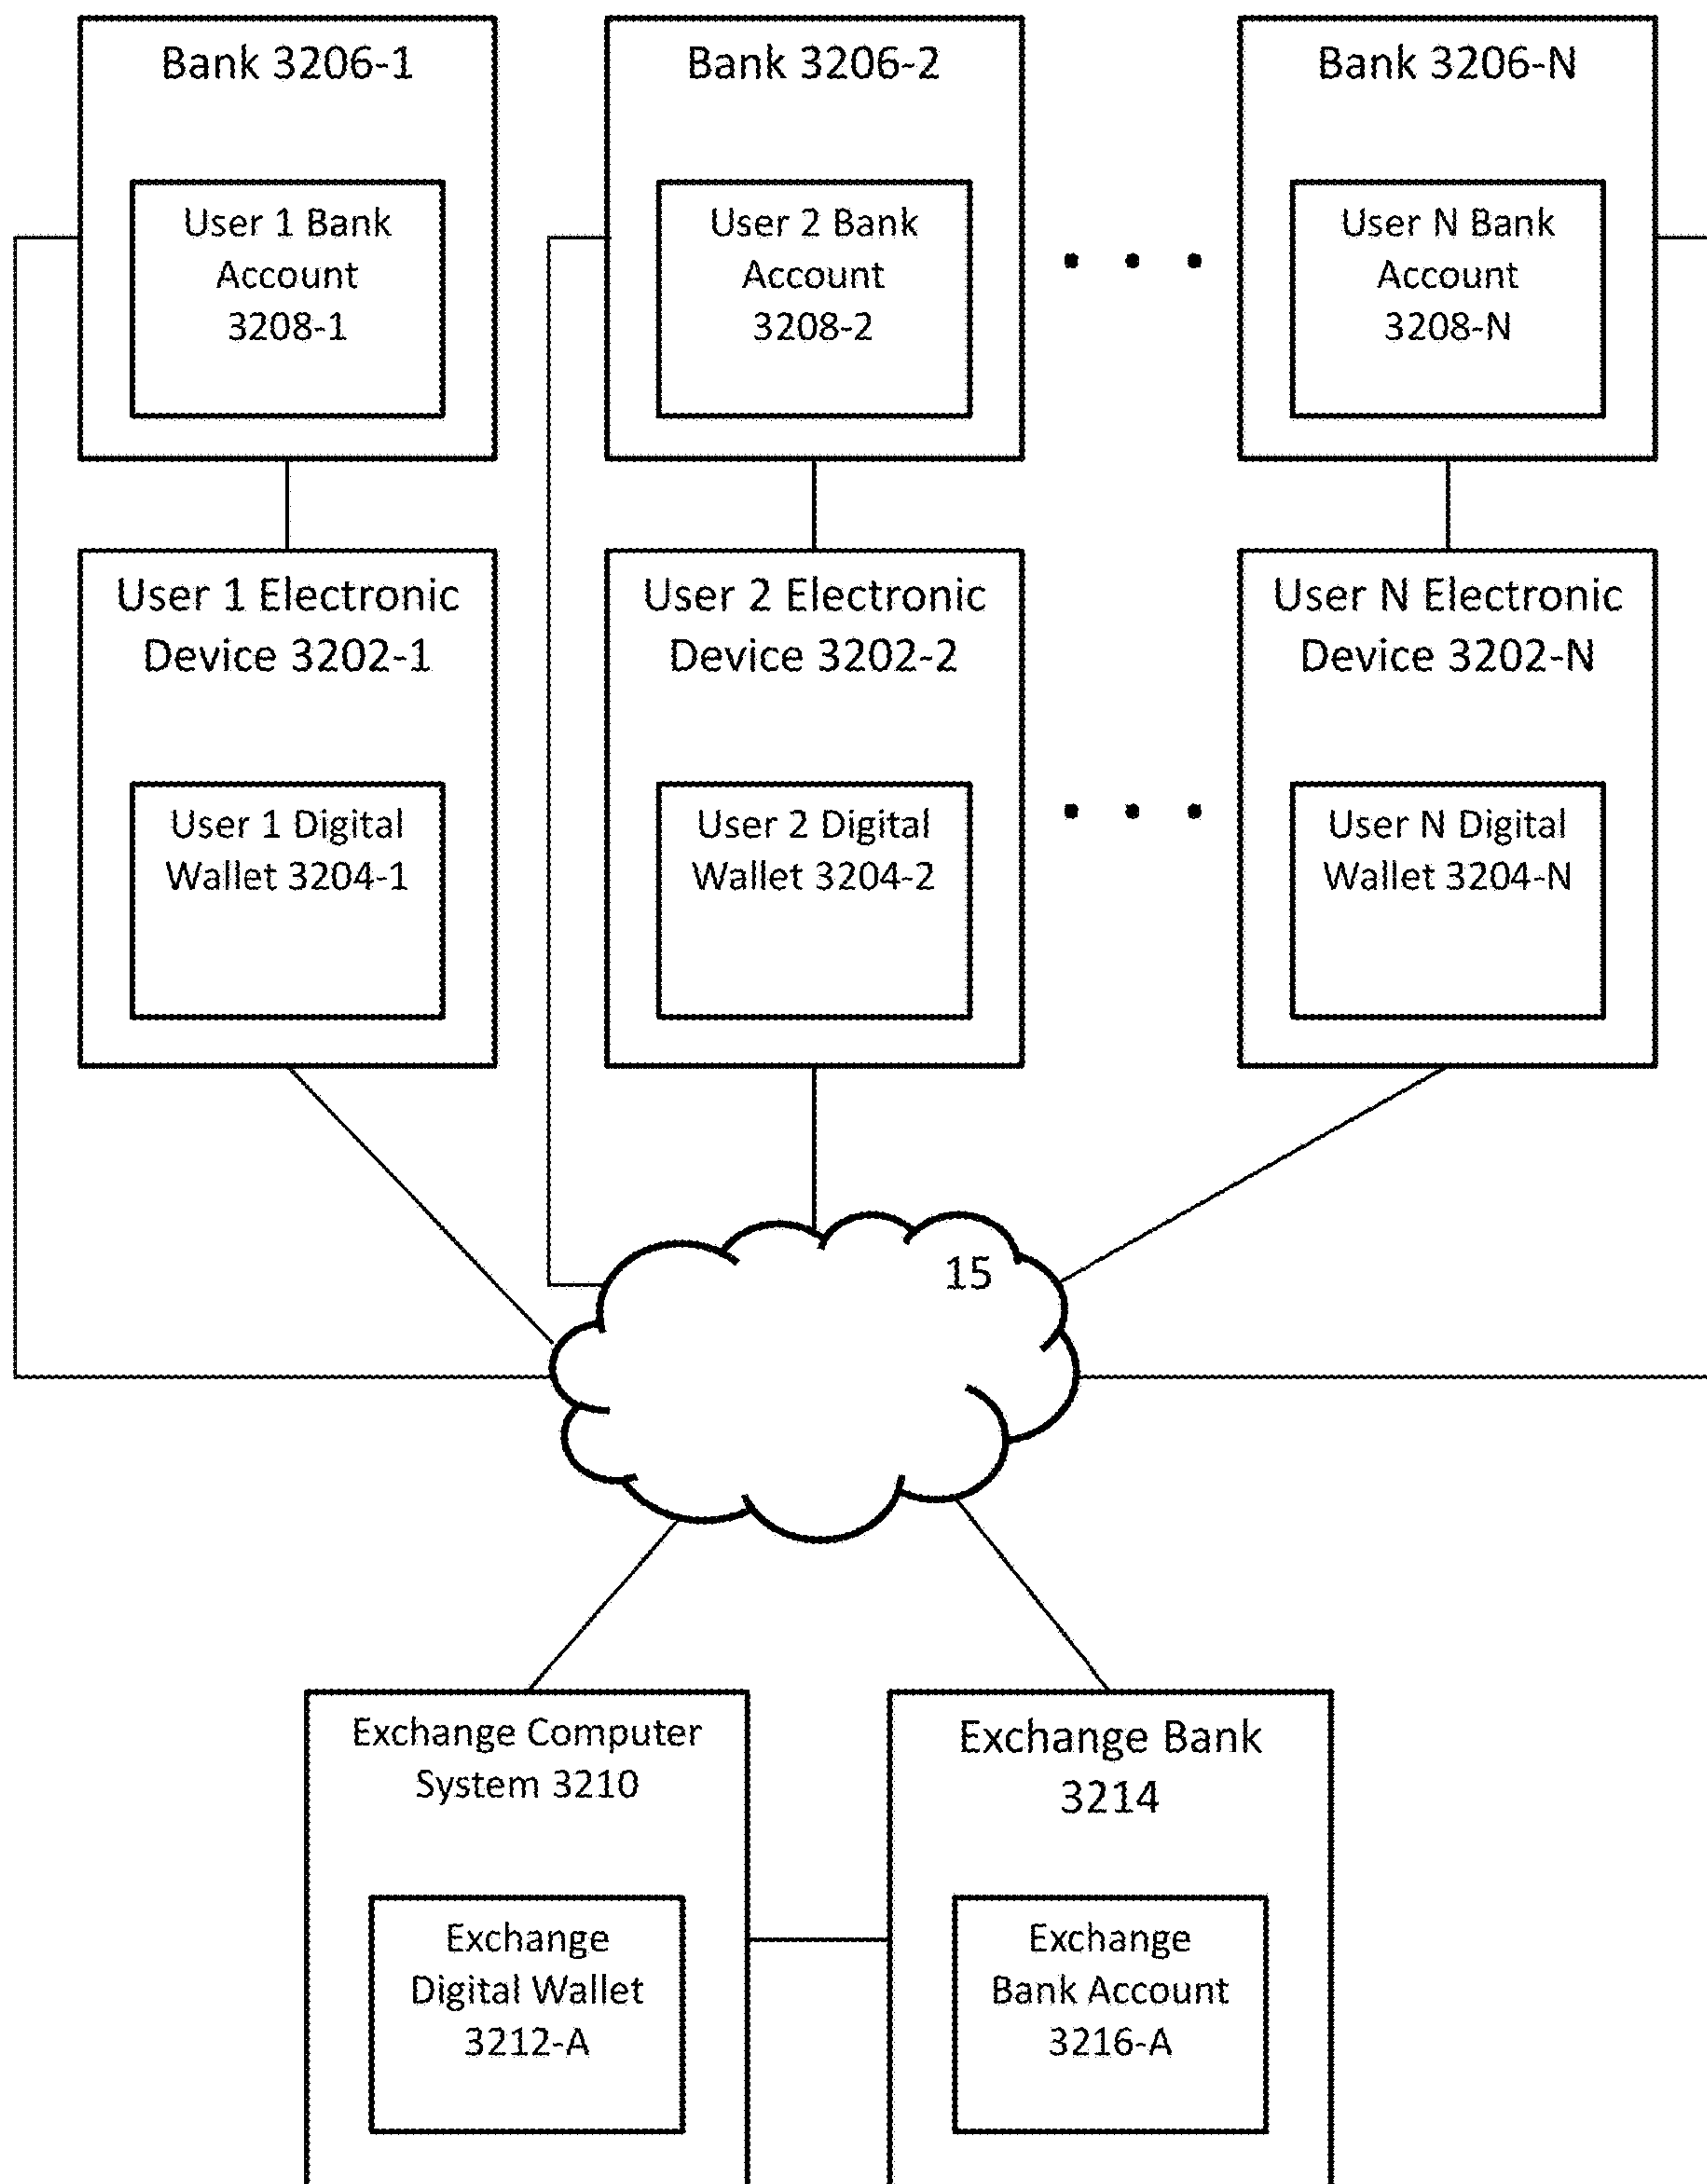 Bank 3206-1
User 1 Bank
Account
3208-1
Bank 3206-2
User 2 Bank
Account
3208-2
Bank 3206-N
User N Bank
Account
3208-N
User 1 Electronic
Device 3202-1
User 1 Digital
Wallet 3204-1
User 2 Electronic
Device 3202-2
User 2 Digital
Wallet 3204-2
User N Electronic
Device 3202-N
User N Digital
Wallet 3204-N
15
Exchange Computer
System 3210
Exchange
Digital Wallet
3212-A
Exchange Bank
3214
Exchange
Bank Account
3216-A